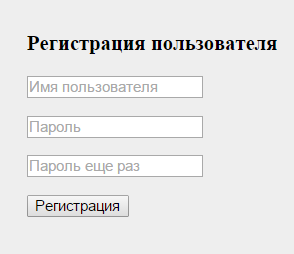 Регистрация пользователя
Имя пользователя
Пароль
Пароль еще раз
Регистрация